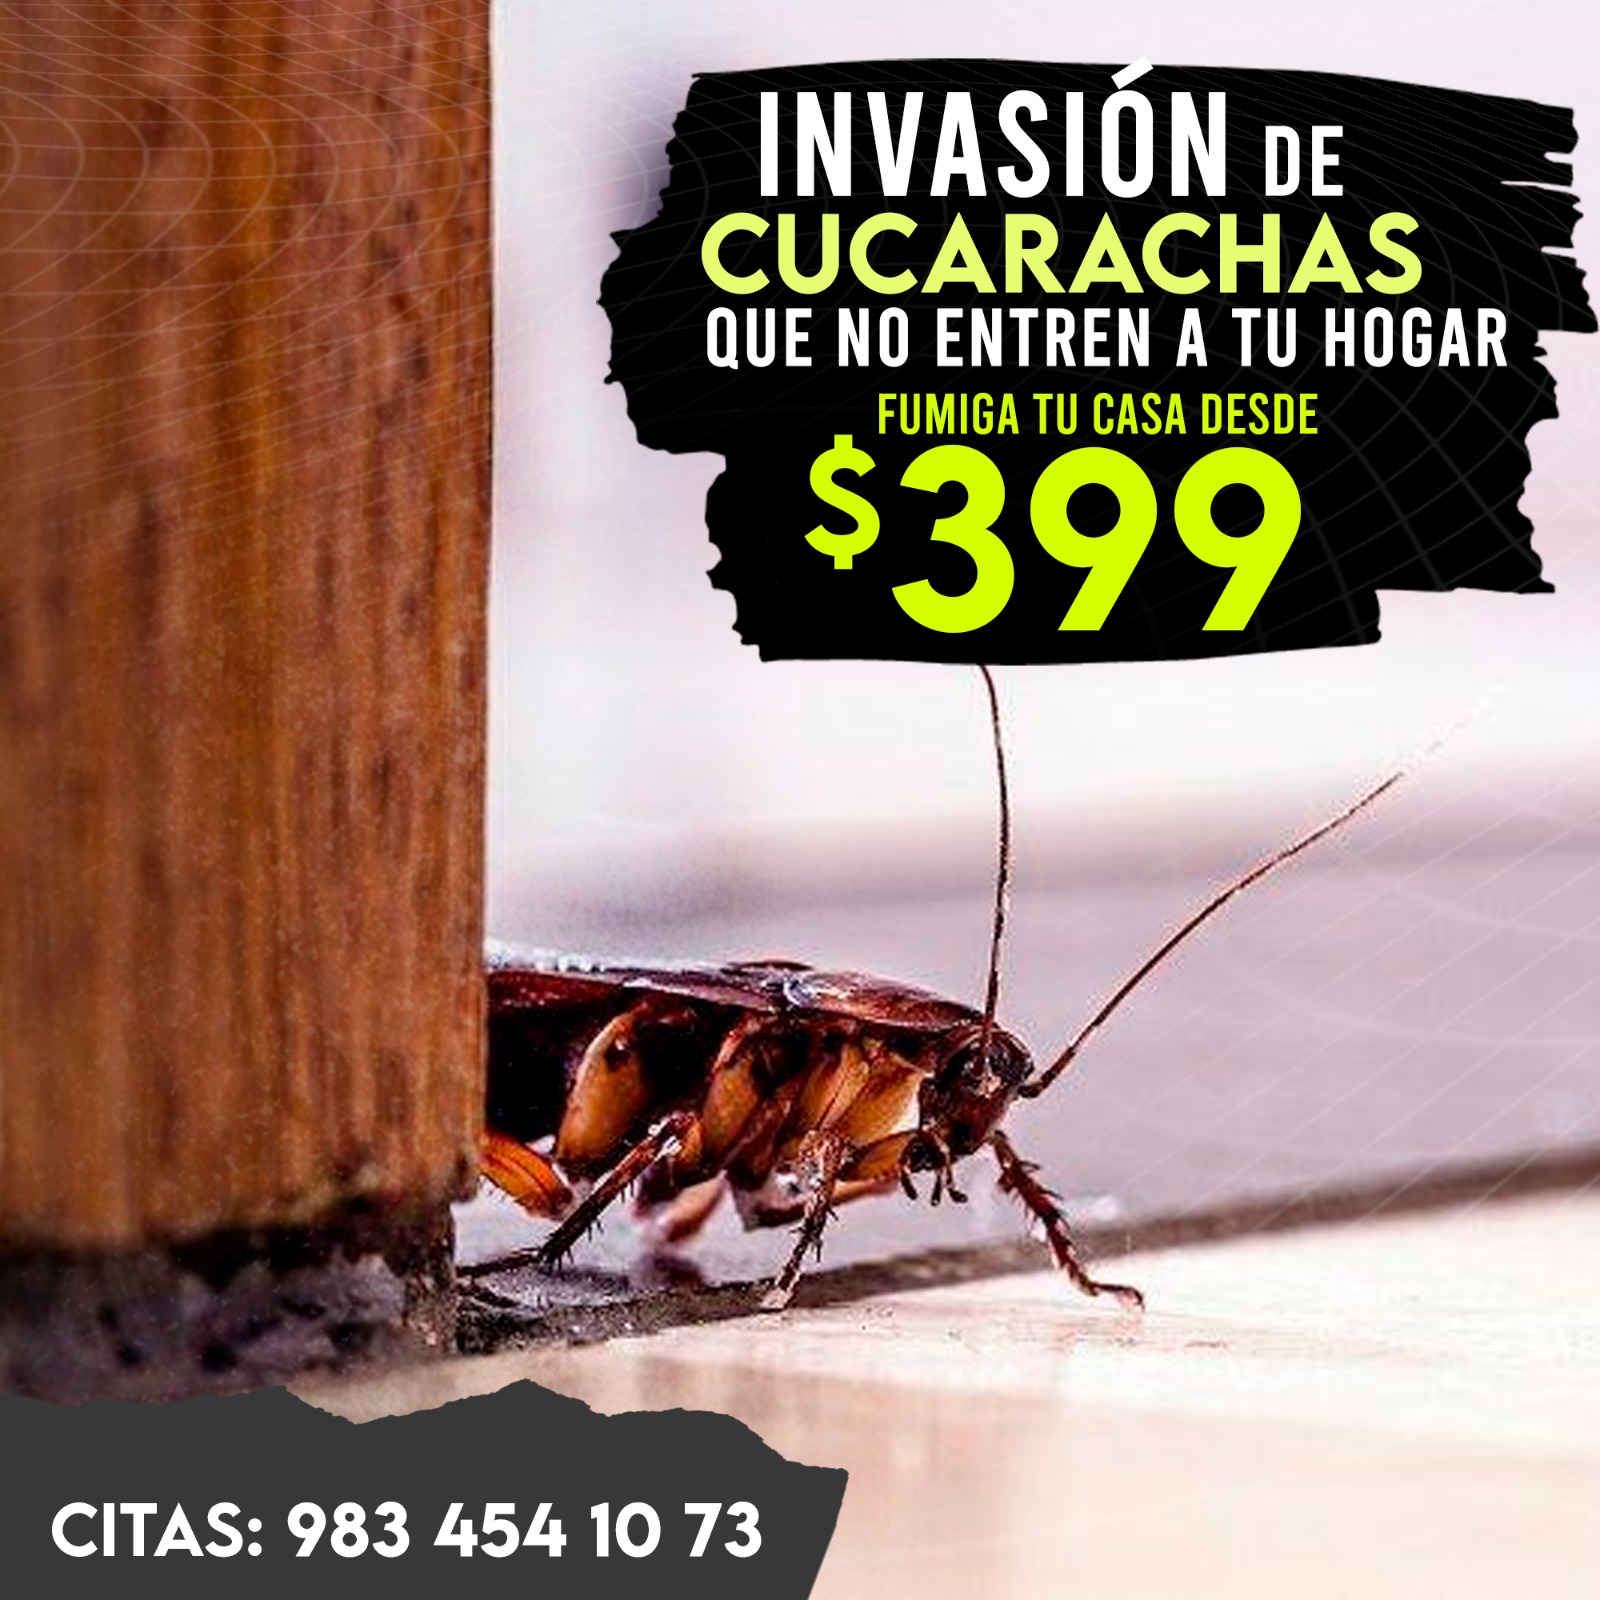 INVASIÓN DE
CUCARACHAS
QUE NO ENTREN A TU HOGAR
FUMIGA TU CASA DESDE
$399
CITAS: 983 454 10 73